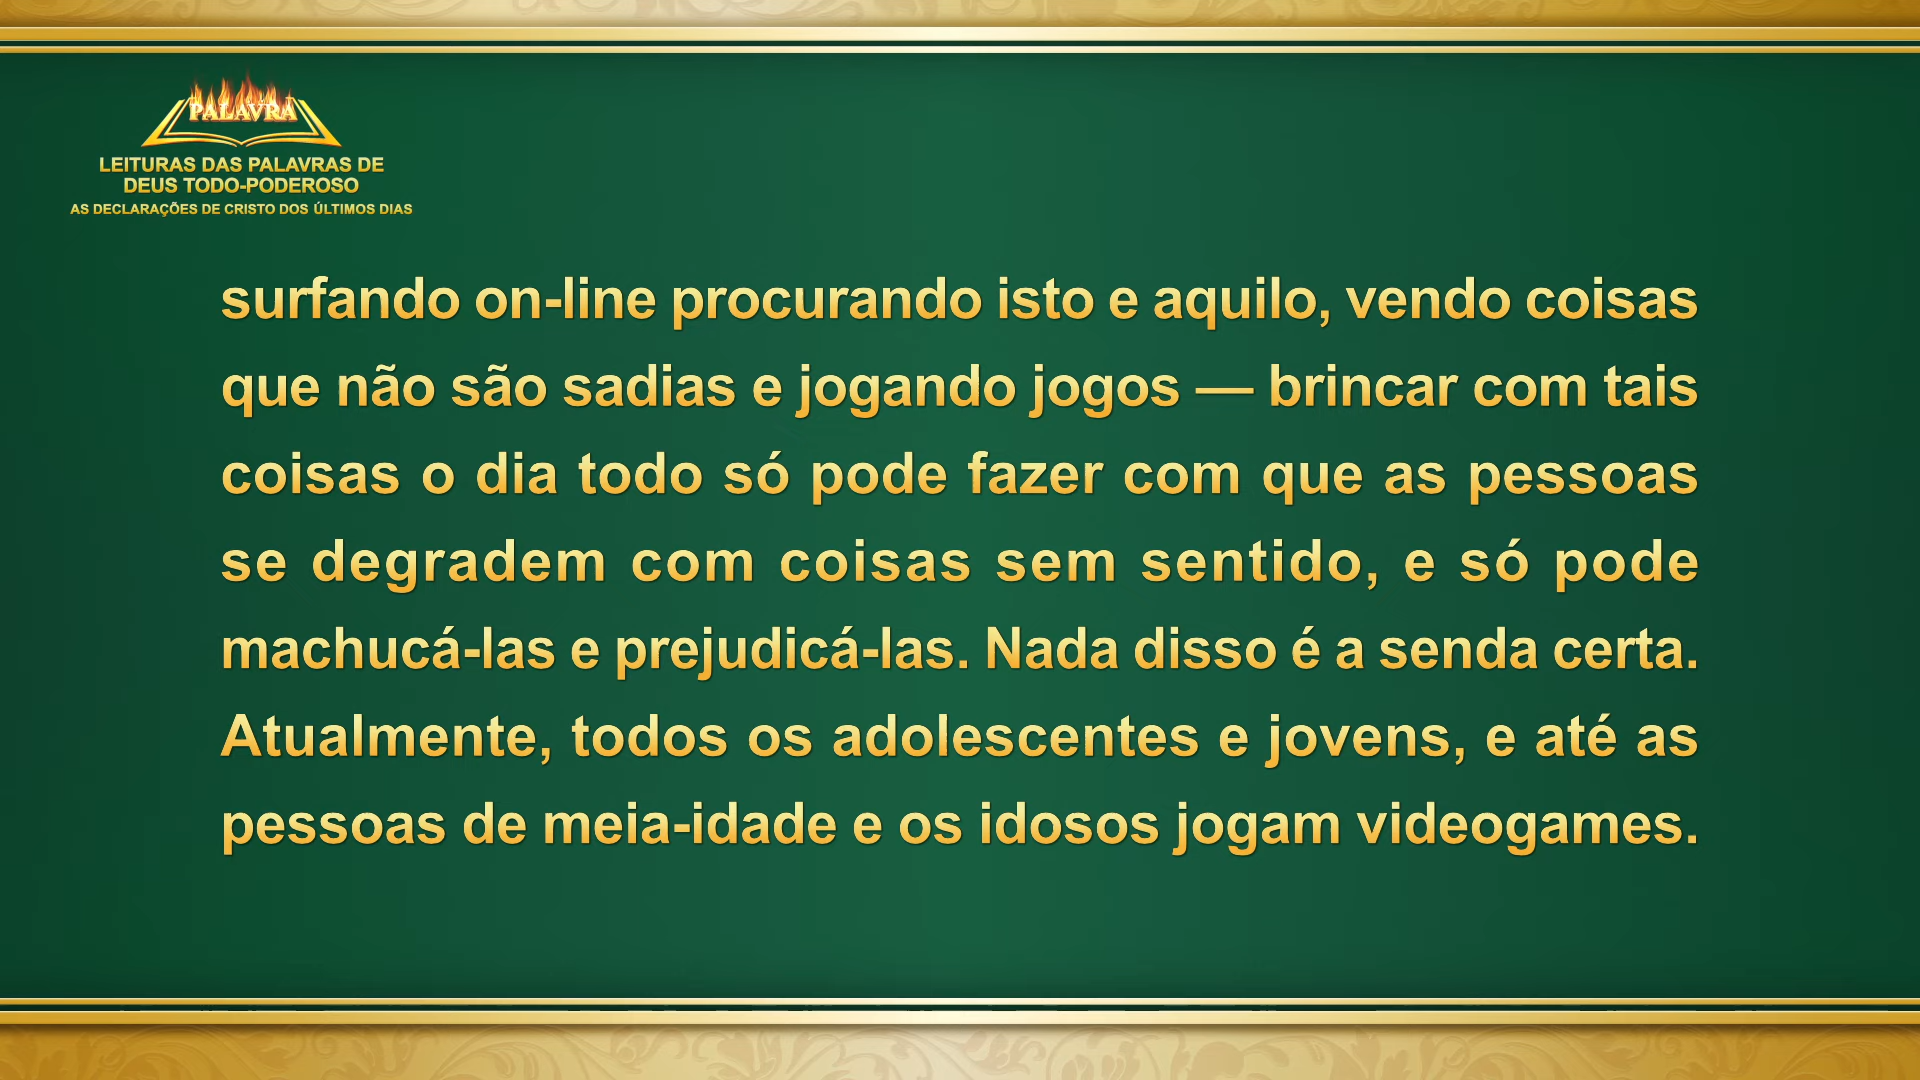 PALAVRA
LEITURAS DAS PALAVRAS DE
DEUS TODO-PODEROSO
AS DECLARAÇÕES DE CRISTO DOS ÚLTIMOS DIAS
surfando on-line procurando isto e aquilo, vendo coisas
que não são sadias e jogando jogos — brincar com tais
coisas o dia todo só pode fazer com que as pessoas
se degradem com coisas sem sentido, e só pode
machucá-las e prejudicá-las. Nada disso é a senda certa.
Atualmente, todos os adolescentes e jovens, e até as
pessoas de meia-idade e os idosos jogam videogames.